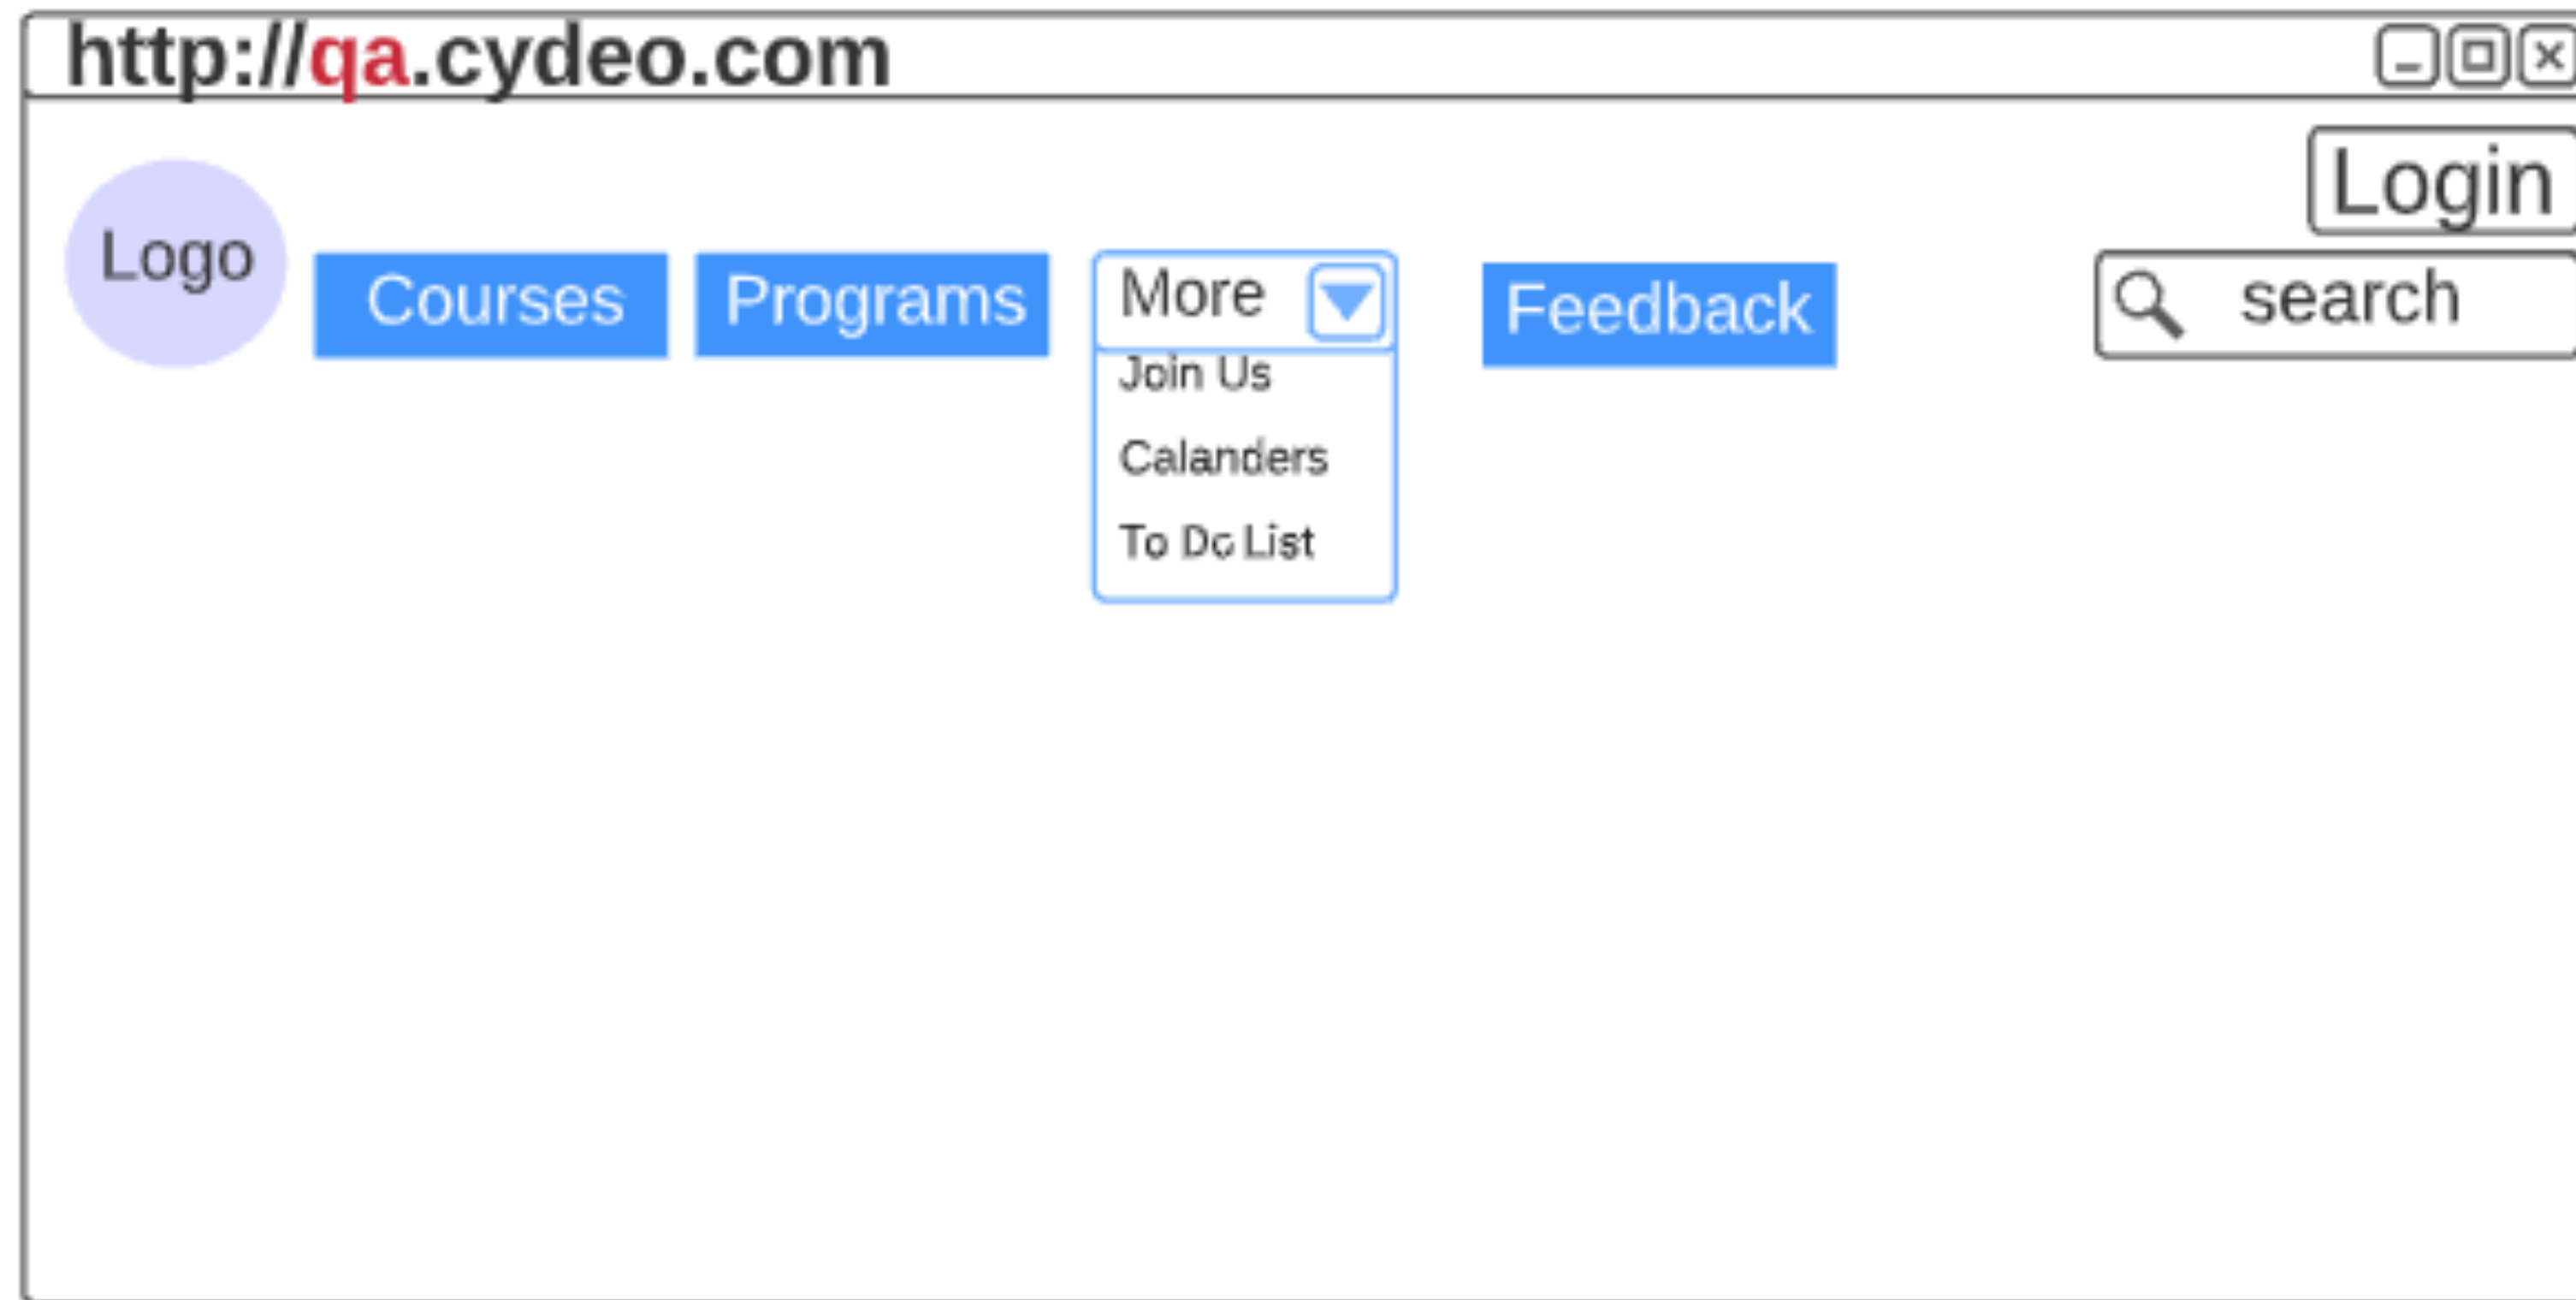 http://qa.cydeo.com
Login
Logo
Courses
Programs
More
Feedback
search
Join Us
Calanders
To Do List